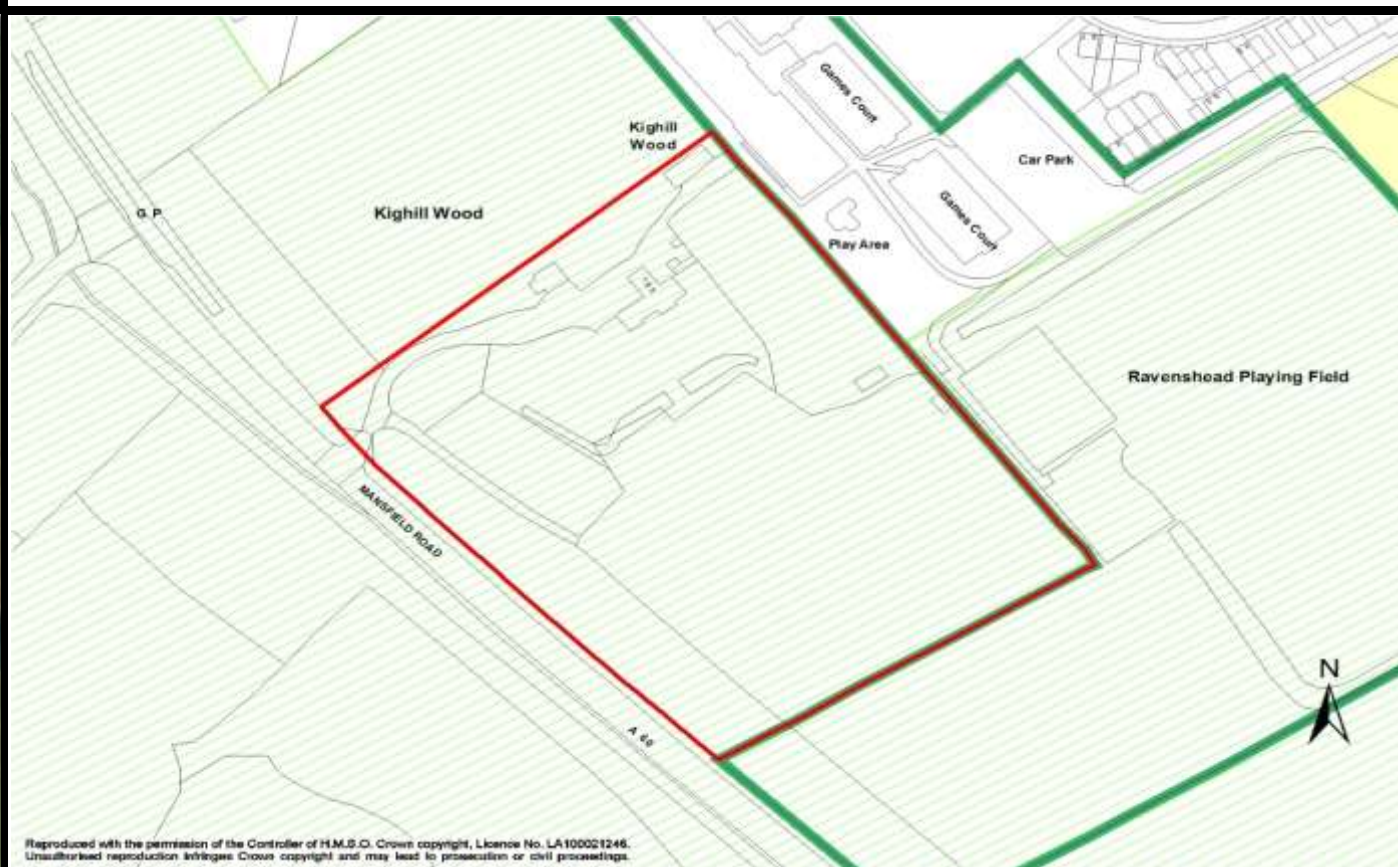 Games Court
Kighill
Wood
Car Park
Games Court
G. P.
Kighill Wood
Play Area
Ravenshead Playing Field
MANSFIELD ROAD
A 60
N
Reproduced with the permission of the Controller of H.M.S.O. Crown copyright, Licence No. LA100021246.
Unauthorised reproduction infringes Crown copyright and may lead to prosecution or civil proceedings.